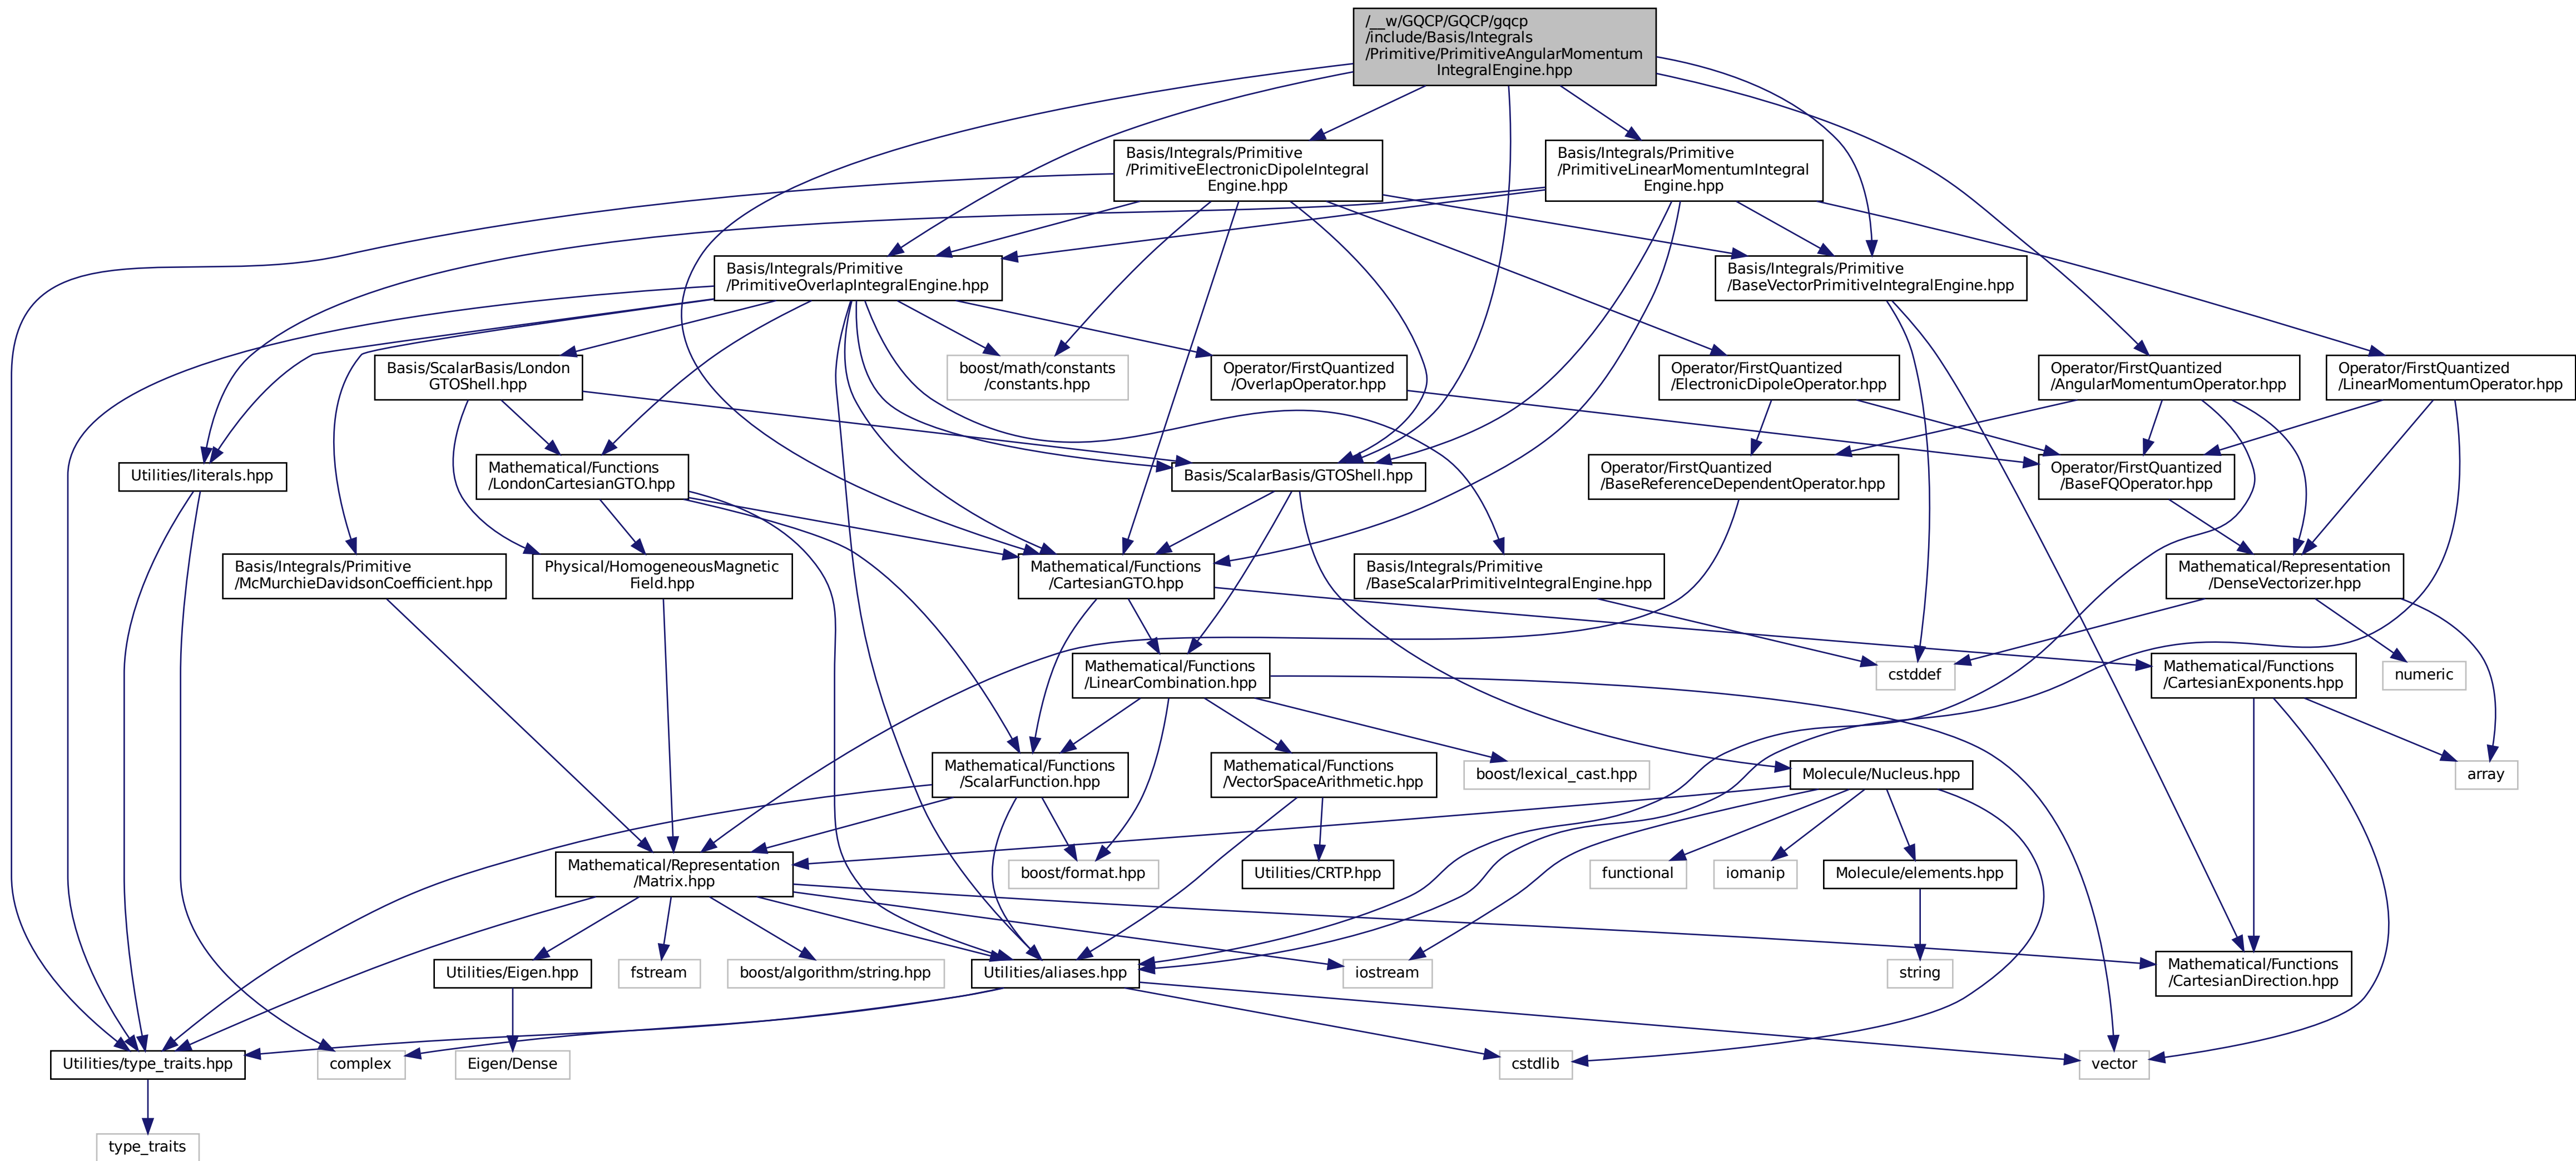 /__w/GQCP/GQCP/gqcp
/include/Basis/Integrals
/Primitive/PrimitiveAngularMomentum
IntegralEngine.hpp
Basis/Integrals/Primitive
/PrimitiveElectronicDipoleIntegral
Engine.hpp
Basis/Integrals/Primitive
/PrimitiveLinearMomentumIntegral
Engine.hpp
Basis/Integrals/Primitive
/PrimitiveOverlapIntegralEngine.hpp
Basis/Integrals/Primitive
/BaseVectorPrimitiveIntegralEngine.hpp
Basis/ScalarBasis/London
GTOShell.hpp
boost/math/constants
/constants.hpp
Operator/FirstQuantized
/OverlapOperator.hpp
Operator/FirstQuantized
/ElectronicDipoleOperator.hpp
Operator/FirstQuantized
/AngularMomentumOperator.hpp
Operator/FirstQuantized
/LinearMomentumOperator.hpp
Utilities/literals.hpp
Mathematical/Functions
/LondonCartesianGTO.hpp
Basis/ScalarBasis/GTOShell.hpp
Operator/FirstQuantized
/BaseReferenceDependentOperator.hpp
Operator/FirstQuantized
/BaseFQOperator.hpp
Basis/Integrals/Primitive
/McMurchieDavidsonCoefficient.hpp
Physical/HomogeneousMagnetic
Field.hpp
Mathematical/Functions
/CartesianGTO.hpp
Basis/Integrals/Primitive
/BaseScalarPrimitiveIntegralEngine.hpp
Mathematical/Representation
/DenseVectorizer.hpp
Mathematical/Functions
/LinearCombination.hpp
cstddef
Mathematical/Functions
/CartesianExponents.hpp
numeric
Mathematical/Functions
/ScalarFunction.hpp
Mathematical/Functions
/VectorSpaceArithmetic.hpp
boost/lexical_cast.hpp
Molecule/Nucleus.hpp
array
Mathematical/Representation
/Matrix.hpp
boost/format.hpp
Utilities/CRTP.hpp
functional
iomanip
Molecule/elements.hpp
Utilities/Eigen.hpp
fstream
boost/algorithm/string.hpp
Utilities/aliases.hpp
iostream
string
Mathematical/Functions
/CartesianDirection.hpp
Utilities/type_traits.hpp
complex
Eigen/Dense
cstdlib
vector
type_traits